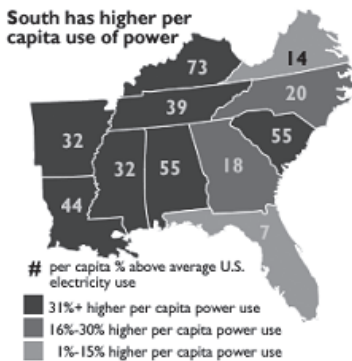 South has higher per
capita use of power
73
14
39
20
32
32
55
18
55
44
7
# per capita % above average U.S.
electricity use
31%+ higher per capita power use
16%-30% higher per capita power use
1%-15% higher per capita power use